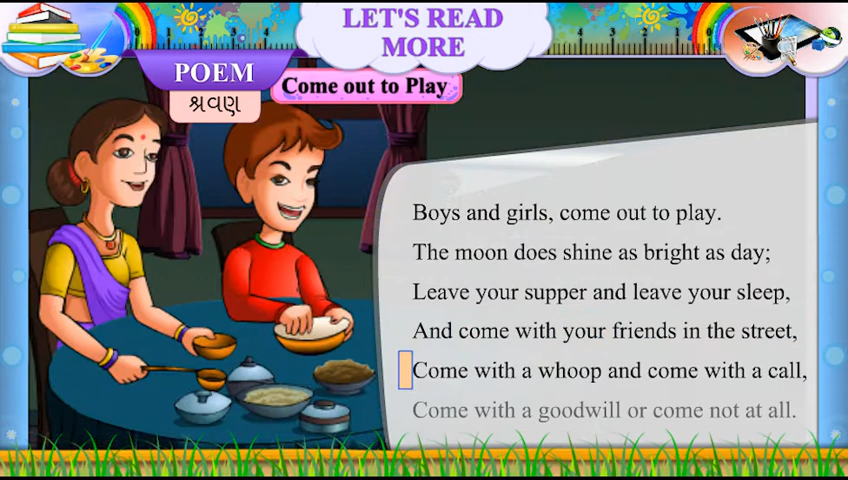 LET'S READ
MORE
POEM
શ્રવણ
Come out to Play
Boys and girls, come out to play.
The moon does shine as bright as day;
Leave your supper and leave your sleep,
And come with your friends in the street,
Come with a whoop and come with a call,
Come with a goodwill or come not at all.